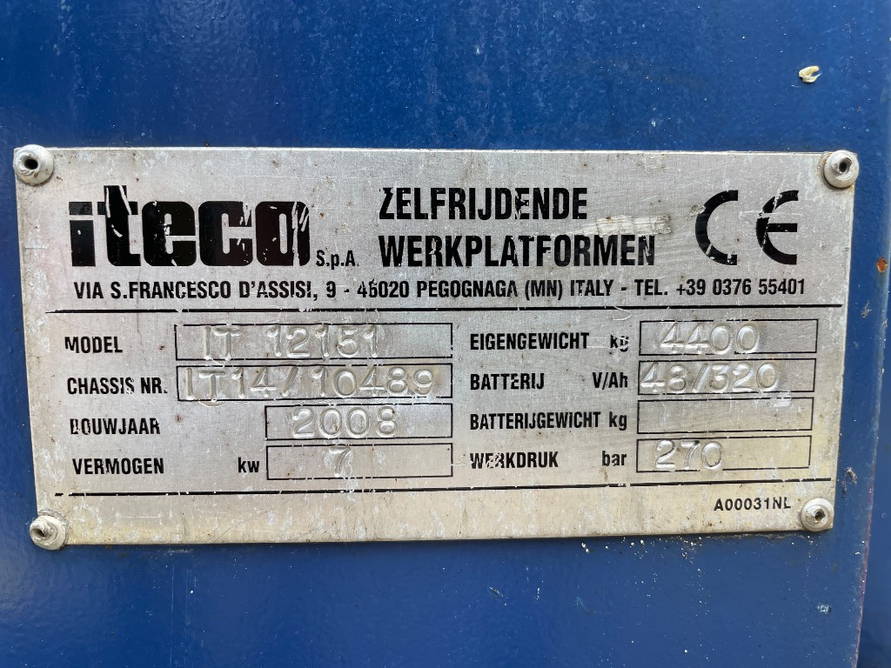 iteco S.p.A.
ZELFRIJDENDE
WERKPLATFORMEN
CE
VIA S.FRANCESCO D'ASSISI, 9 - 46020 PEGOGNAGA (MN) ITALY - TEL. +39 0376 55401
MODEL IT 12151
CHASSIS NR. IT14/10489
BOUWJAAR 2008
VERMOGEN kw 7
EIGENGEWICHT kg 4400
BATTERIJ V/Ah 48/320
BATTERIJGEWICHT kg
WERKDRUK bar 270
A00031NL